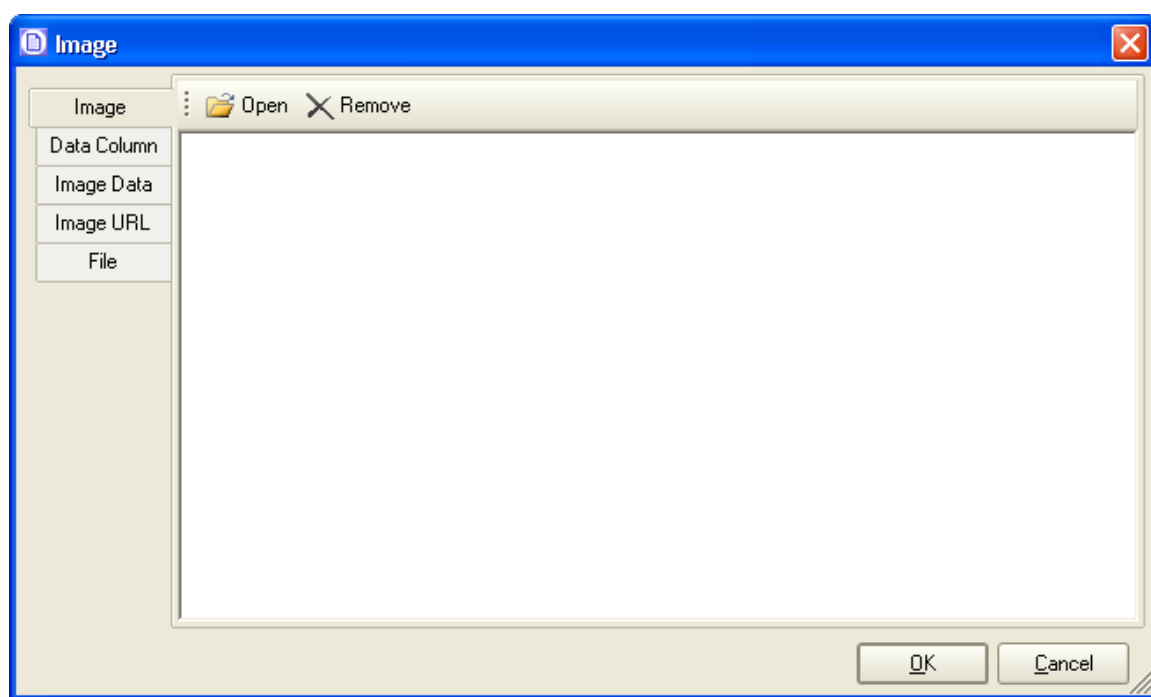 Image
Image
Open Remove
Data Column
Image Data
Image URL
File
OK Cancel